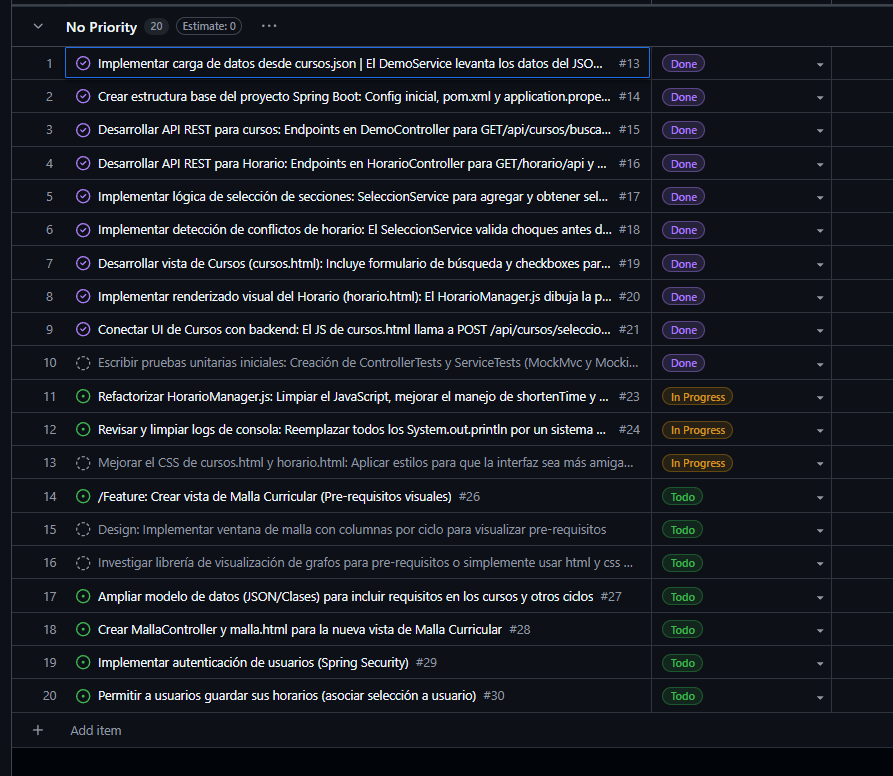 No Priority 20 Estimate: 0 ...
1 Implementar carga de datos desde cursos.json | El DemoService levanta los datos del JSO... #13 Done
2 Crear estructura base del proyecto Spring Boot: Config inicial, pom.xml y application.prope... #14 Done
3 Desarrollar API REST para cursos: Endpoints en DemoController para GET/api/cursos/busca... #15 Done
4 Desarrollar API REST para Horario: Endpoints en HorarioController para GET/horario/api y ... #16 Done
5 Implementar lógica de selección de secciones: SeleccionService para agregar y obtener sel... #17 Done
6 Implementar detección de conflictos de horario: El SeleccionService valida choques antes d... #18 Done
7 Desarrollar vista de Cursos (cursos.html): Incluye formulario de búsqueda y checkboxes par... #19 Done
8 Implementar renderizado visual del Horario (horario.html): El HorarioManager.js dibuja la p... #20 Done
9 Conectar UI de Cursos con backend: El JS de cursos.html llama a POST /api/cursos/seleccio... #21 Done
10 Escribir pruebas unitarias iniciales: Creación de ControllerTests y ServiceTests (MockMvc y Mocki... Done
11 Refactorizar HorarioManager.js: Limpiar el JavaScript, mejorar el manejo de shortenTime y ... #23 In Progress
12 Revisar y limpiar logs de consola: Reemplazar todos los System.out.println por un sistema ... #24 In Progress
13 Mejorar el CSS de cursos.html y horario.html: Aplicar estilos para que la interfaz sea más amiga... In Progress
14 /Feature: Crear vista de Malla Curricular (Pre-requisitos visuales) #26 Todo
15 Design: Implementar ventana de malla con columnas por ciclo para visualizar pre-requisitos Todo
16 Investigar librería de visualización de grafos para pre-requisitos o simplemente usar html y css ... Todo
17 Ampliar modelo de datos (JSON/Clases) para incluir requisitos en los cursos y otros ciclos #27 Todo
18 Crear MallaController y malla.html para la nueva vista de Malla Curricular #28 Todo
19 Implementar autenticación de usuarios (Spring Security) #29 Todo
20 Permitir a usuarios guardar sus horarios (asociar selección a usuario) #30 Todo
+ Add item